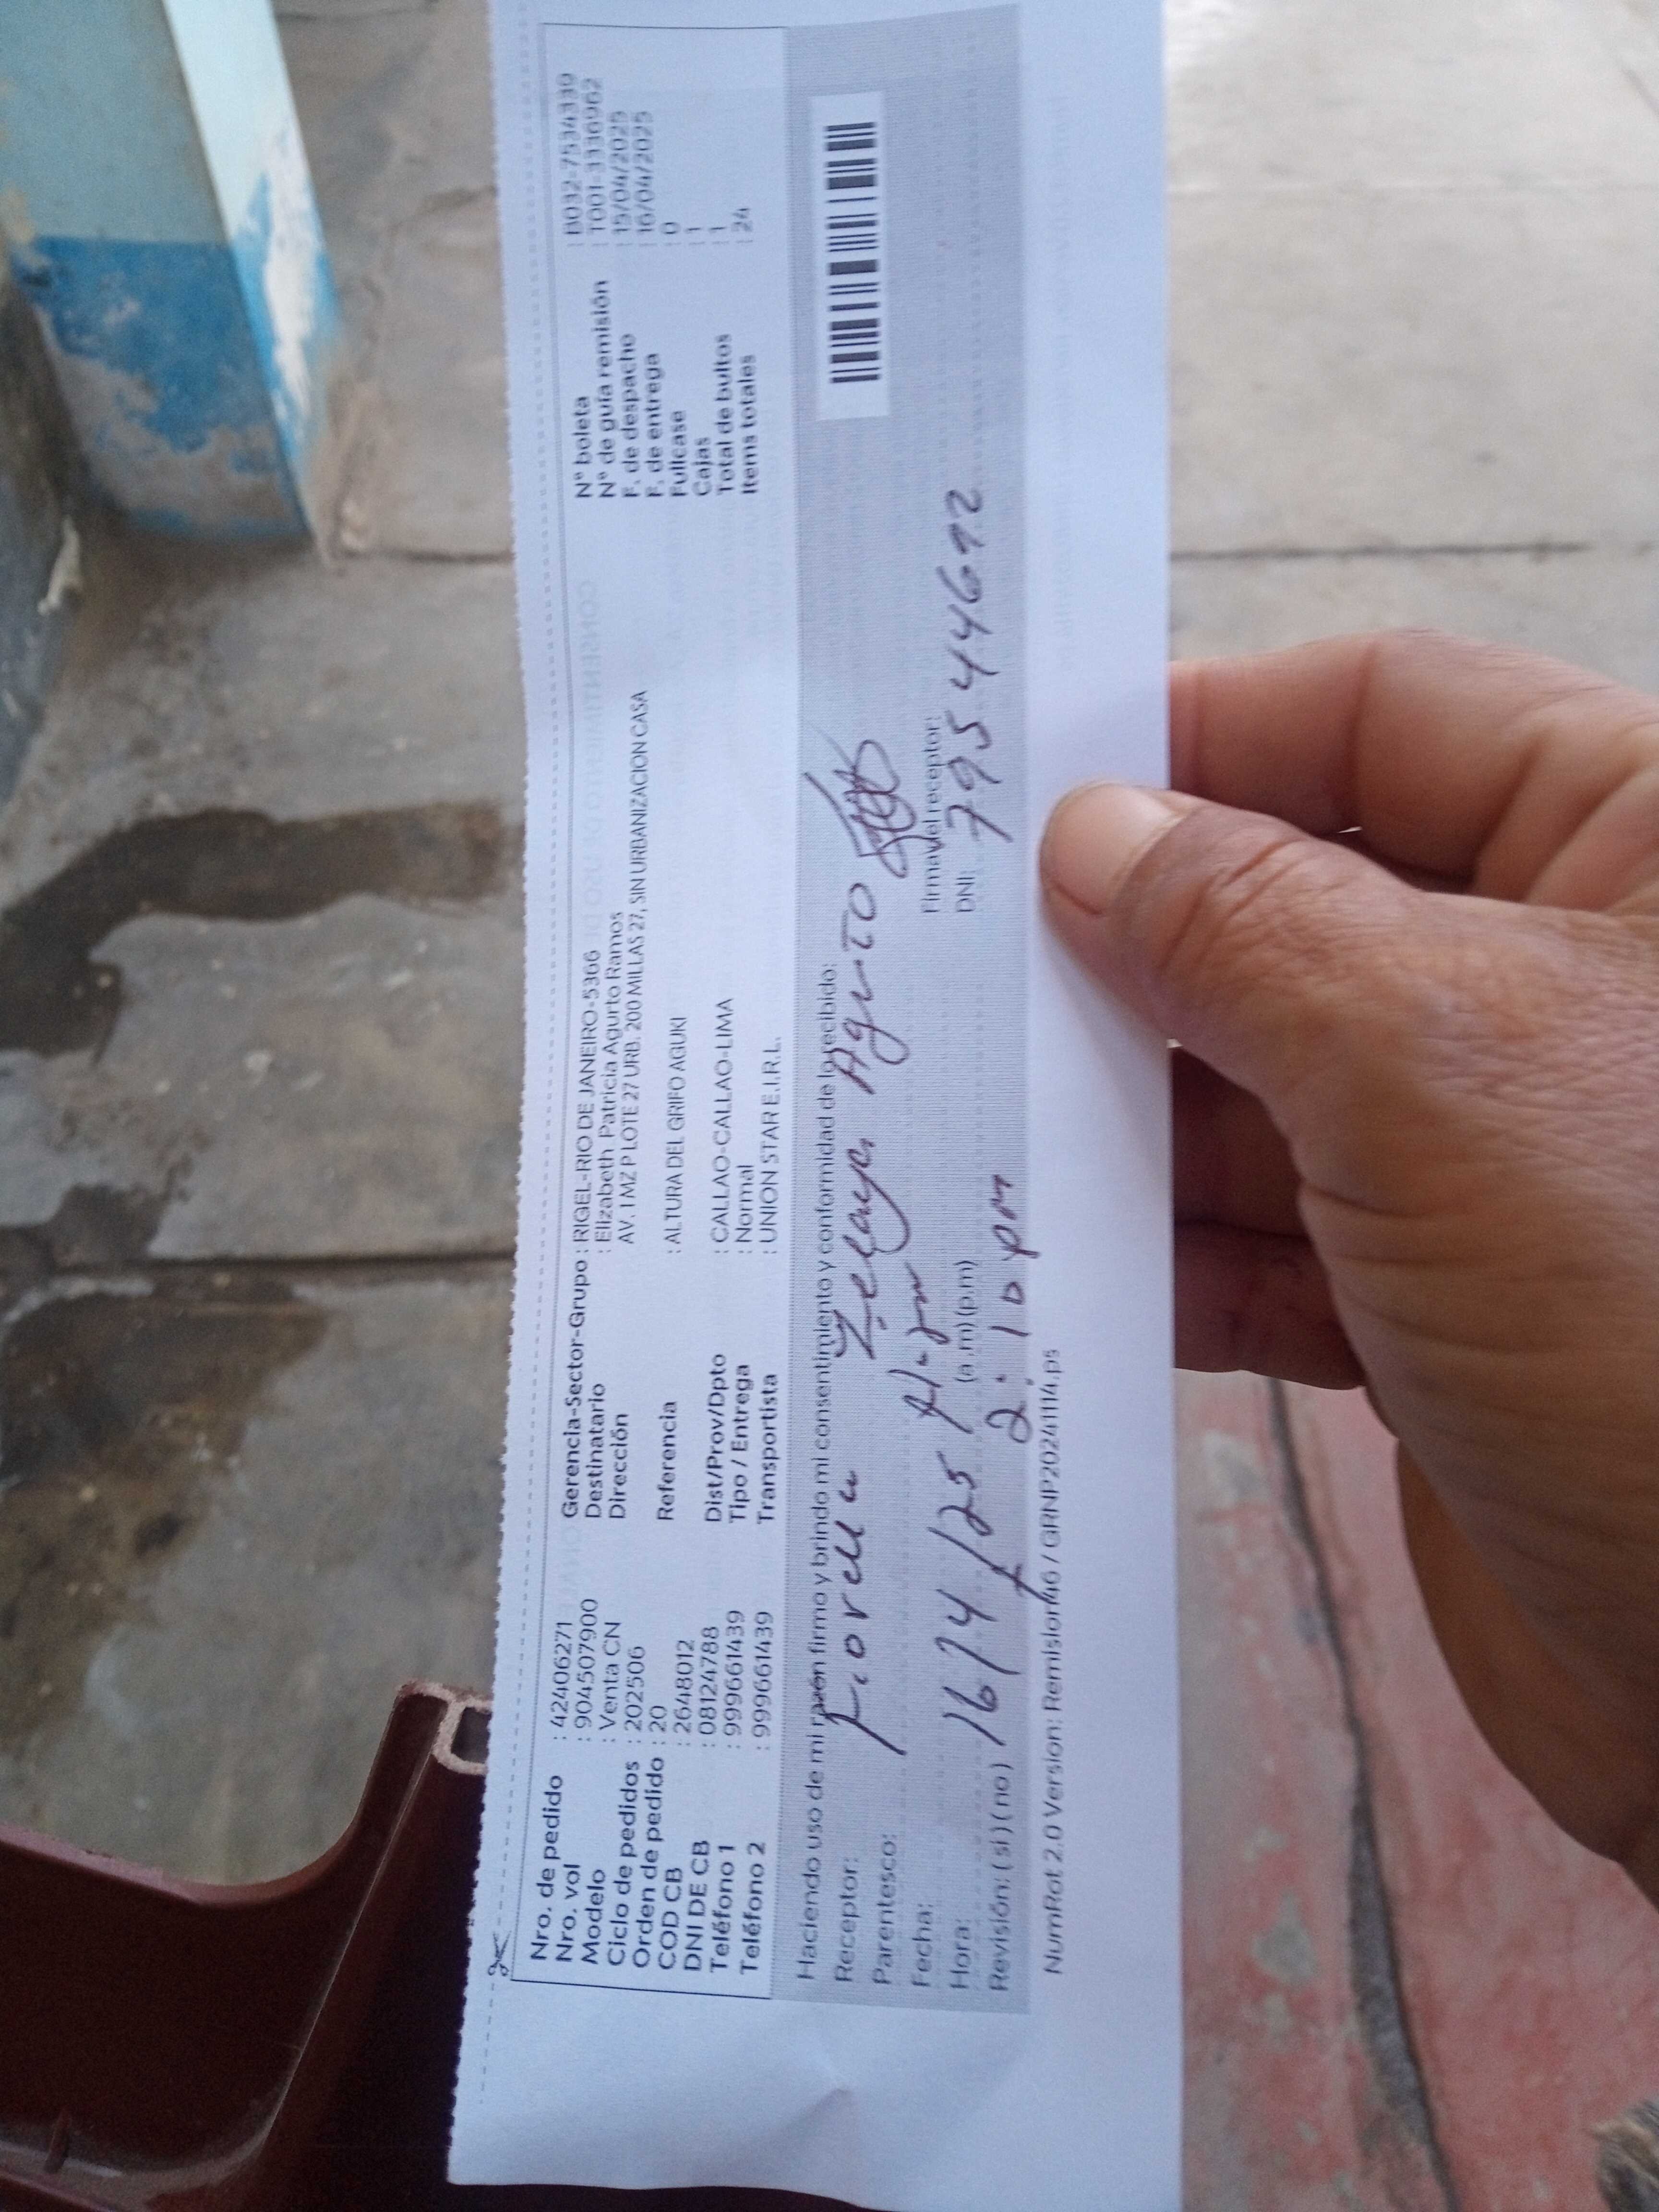 Nro. de pedido : 42406271
Nro. vol : 904507900
Modelo : Venta CN
Ciclo de pedidos : 202506
Orden de pedido : 20
COD CB : 2648012
DNI DE CB : 08124788
Teléfono 1 : 999661439
Teléfono 2 : 999661439
Gerencia-Sector-Grupo : RIGEL-RIO DE JANEIRO-5366
Destinatario : Elizabeth Patricia Agurto Ramos
Dirección AV. 1 MZ P LOTE 27 URB. 200 MILLAS 27, SIN URBANIZACION CASA
Referencia : ALTURA DEL GRIFO AGUKI
Dist/Prov/Dpto : CALLAO-CALLAO-LIMA
Tipo / Entrega : Normal
Transportista : UNION STAR E.I.R.L.
N° boleta : B032-7534339
N° de guía remisión : T001-3336962
F. de despacho : 15/04/2025
F. de entrega : 16/04/2025
Fullcase : 0
Cajas : 1
Total de bultos : 1
Items totales : 24
Haciendo uso de mi razón firmo y brindo mi consentimiento y conformidad de lo recibido:
Receptor: Fiorella Zelaya Agurto
Parentesco: Hija
Fecha: 16/4/25
Hora: (a.m)(p.m) 2:10 pm
Revisión: (si) (no)
Firma del receptor:
DNI: 79544692
NumRot 2.0 Version: Remision46 / GRNP20241114.ps